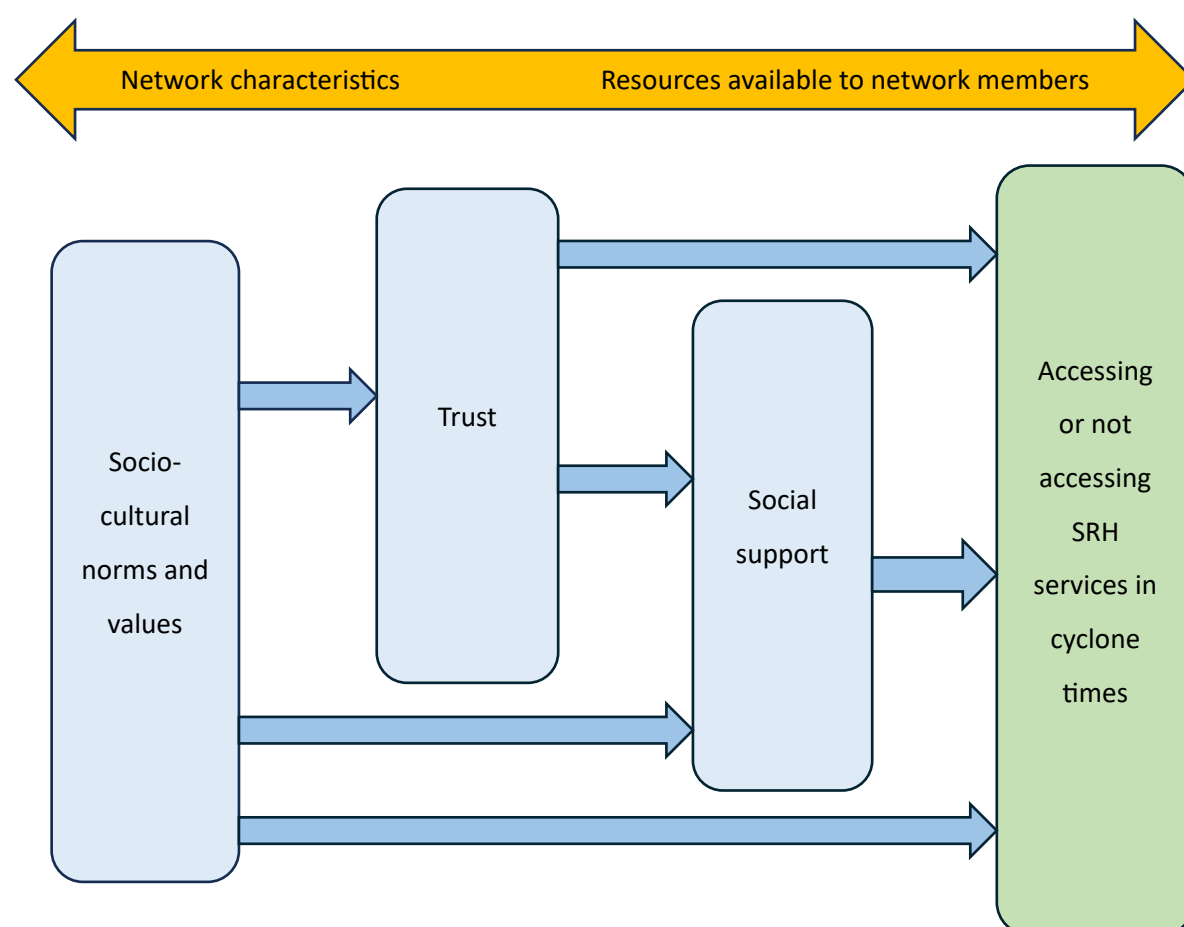 Network characteristics
Resources available to network members
Socio-
cultural
norms and
values
Trust
Social
support
Accessing
or not
accessing
SRH
services in
cyclone
times